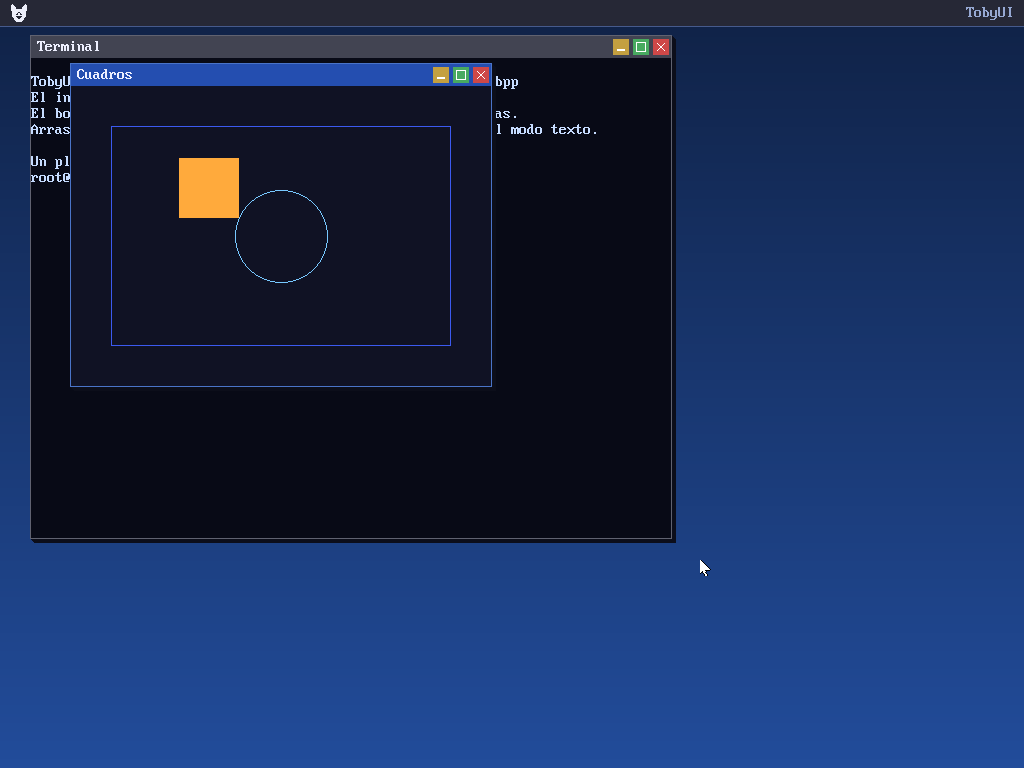 TobyUI
Terminal
Cuadros
TobyU bpp
El in
El bo as.
Arras l modo texto.
Un pl
root@